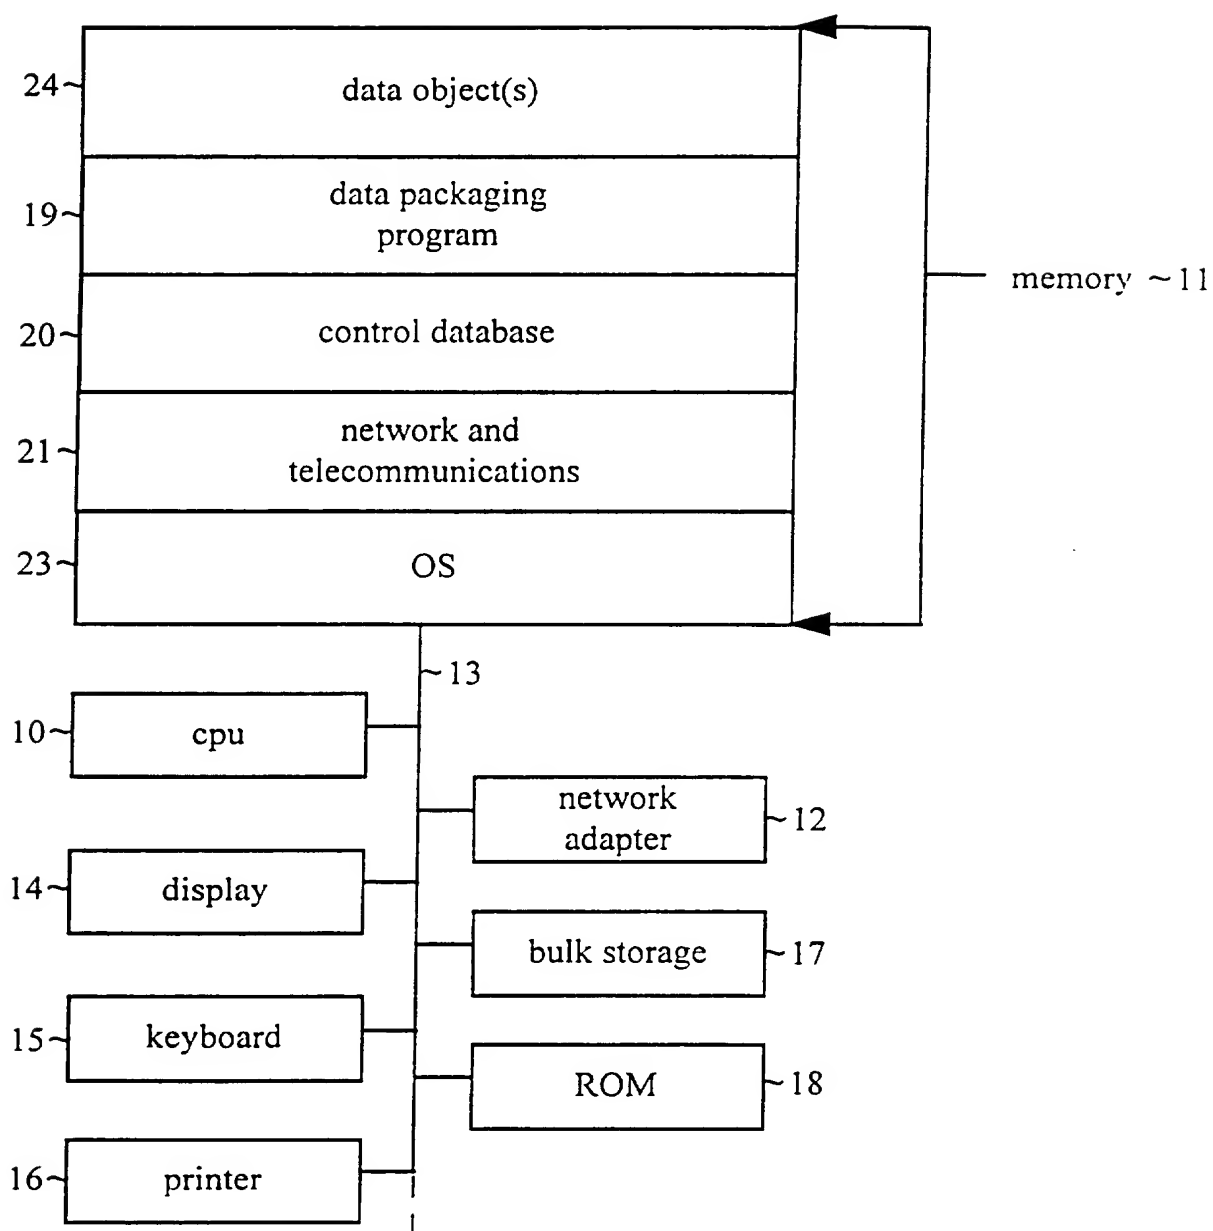 24~ data object(s)
19~ data packaging
program
memory ~11
20~ control database
21~ network and
telecommunications
23~ OS
~13
10~ cpu
network
adapter ~12
14~ display
bulk storage ~17
15~ keyboard
ROM ~18
16~ printer